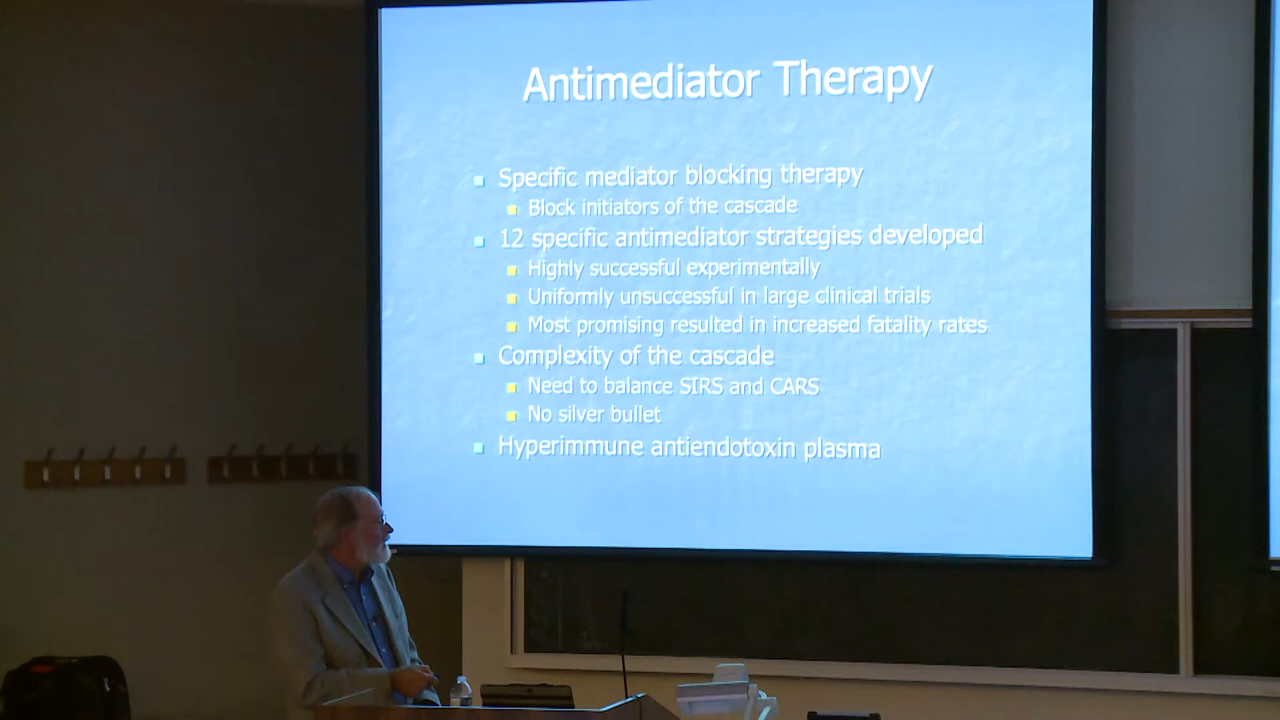 Antimediator Therapy
Specific mediator blocking therapy
Block initiators of the cascade
12 specific antimediator strategies developed
Highly successful experimentally
Uniformly unsuccessful in large clinical trials
Most promising resulted in increased fatality rates
Complexity of the cascade
Need to balance SIRS and CARS
No silver bullet
Hyperimmune antiendotoxin plasma